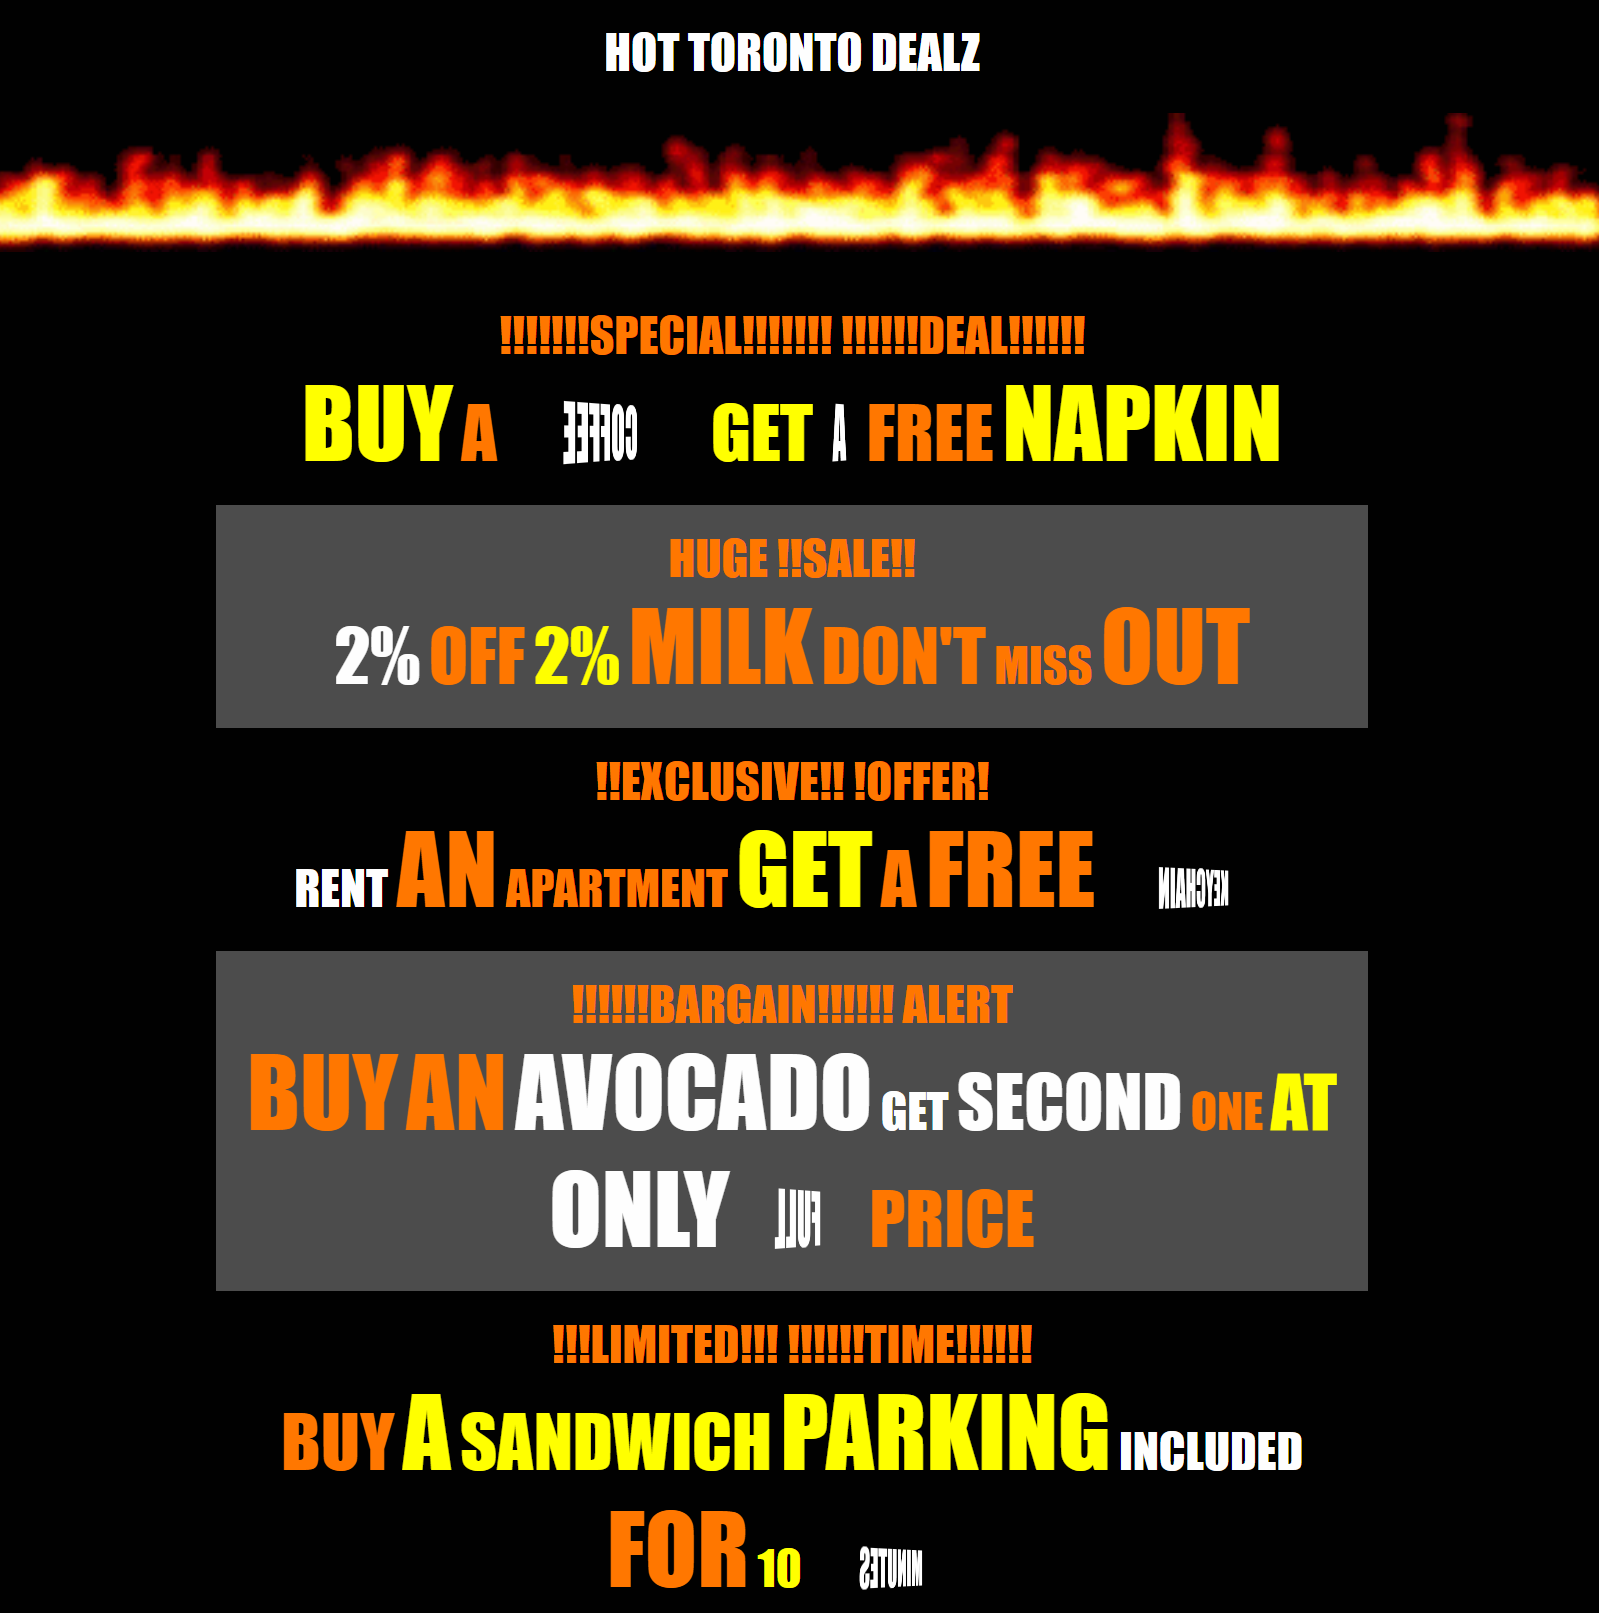 HOT TORONTO DEALZ
!!!!!!!SPECIAL!!!!!!! !!!!!!DEAL!!!!!!
BUY A COFFEE GET A FREE NAPKIN
HUGE !!SALE!!
2% OFF 2% MILK DON'T MISS OUT
!!EXCLUSIVE!! !OFFER!
RENT AN APARTMENT GET A FREE KEYCHAIN
!!!!!!BARGAIN!!!!!! ALERT
BUY AN AVOCADO GET SECOND ONE AT
ONLY FULL PRICE
!!!LIMITED!!! !!!!!!TIME!!!!!!
BUY A SANDWICH PARKING INCLUDED
FOR 10 MINUTES